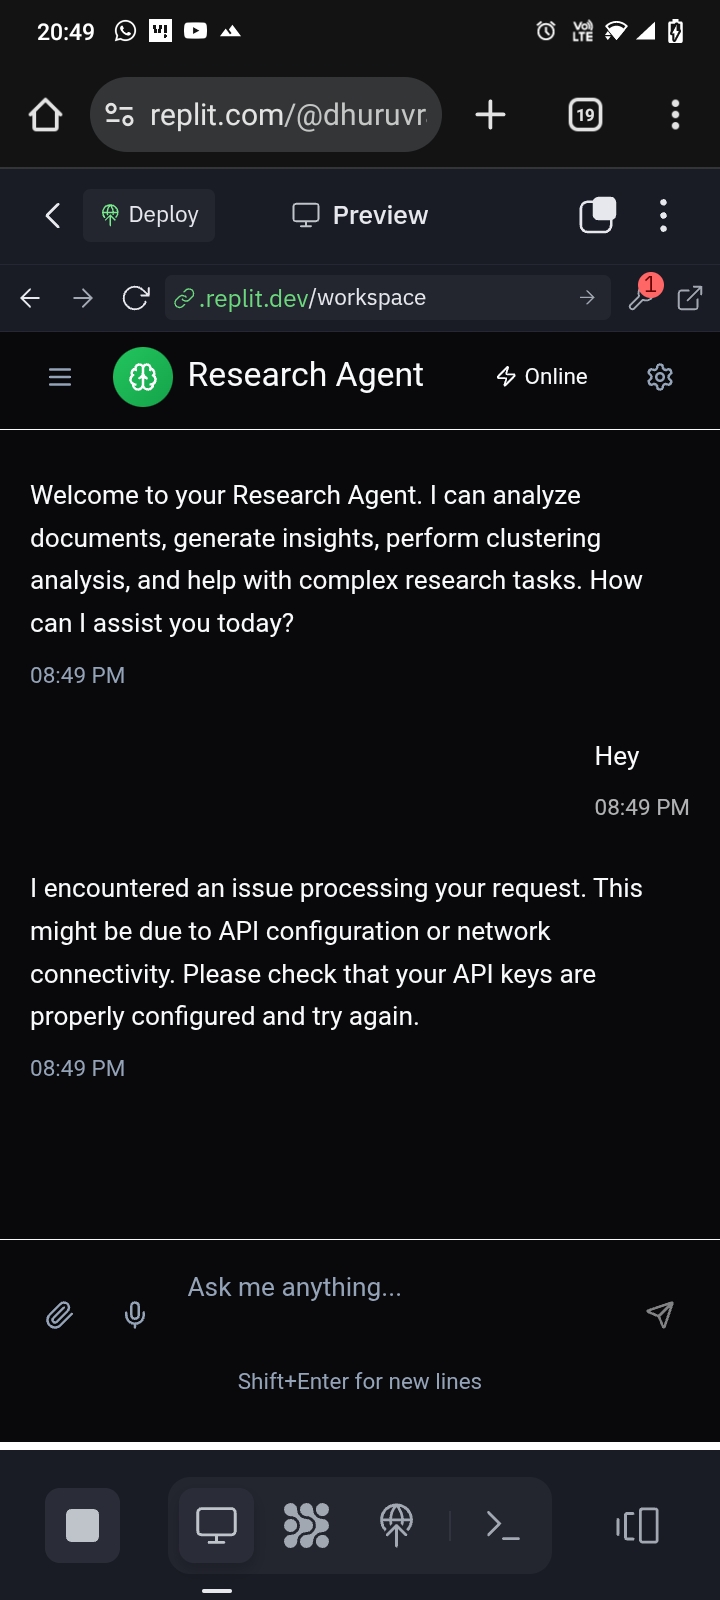 20:49
Vo) LTE
replit.com/@dhuruvr
19
Deploy
Preview
.replit.dev/workspace
1
Research Agent
Online
Welcome to your Research Agent. I can analyze
documents, generate insights, perform clustering
analysis, and help with complex research tasks. How
can I assist you today?
08:49 PM
Hey
08:49 PM
I encountered an issue processing your request. This
might be due to API configuration or network
connectivity. Please check that your API keys are
properly configured and try again.
08:49 PM
Ask me anything...
Shift+Enter for new lines